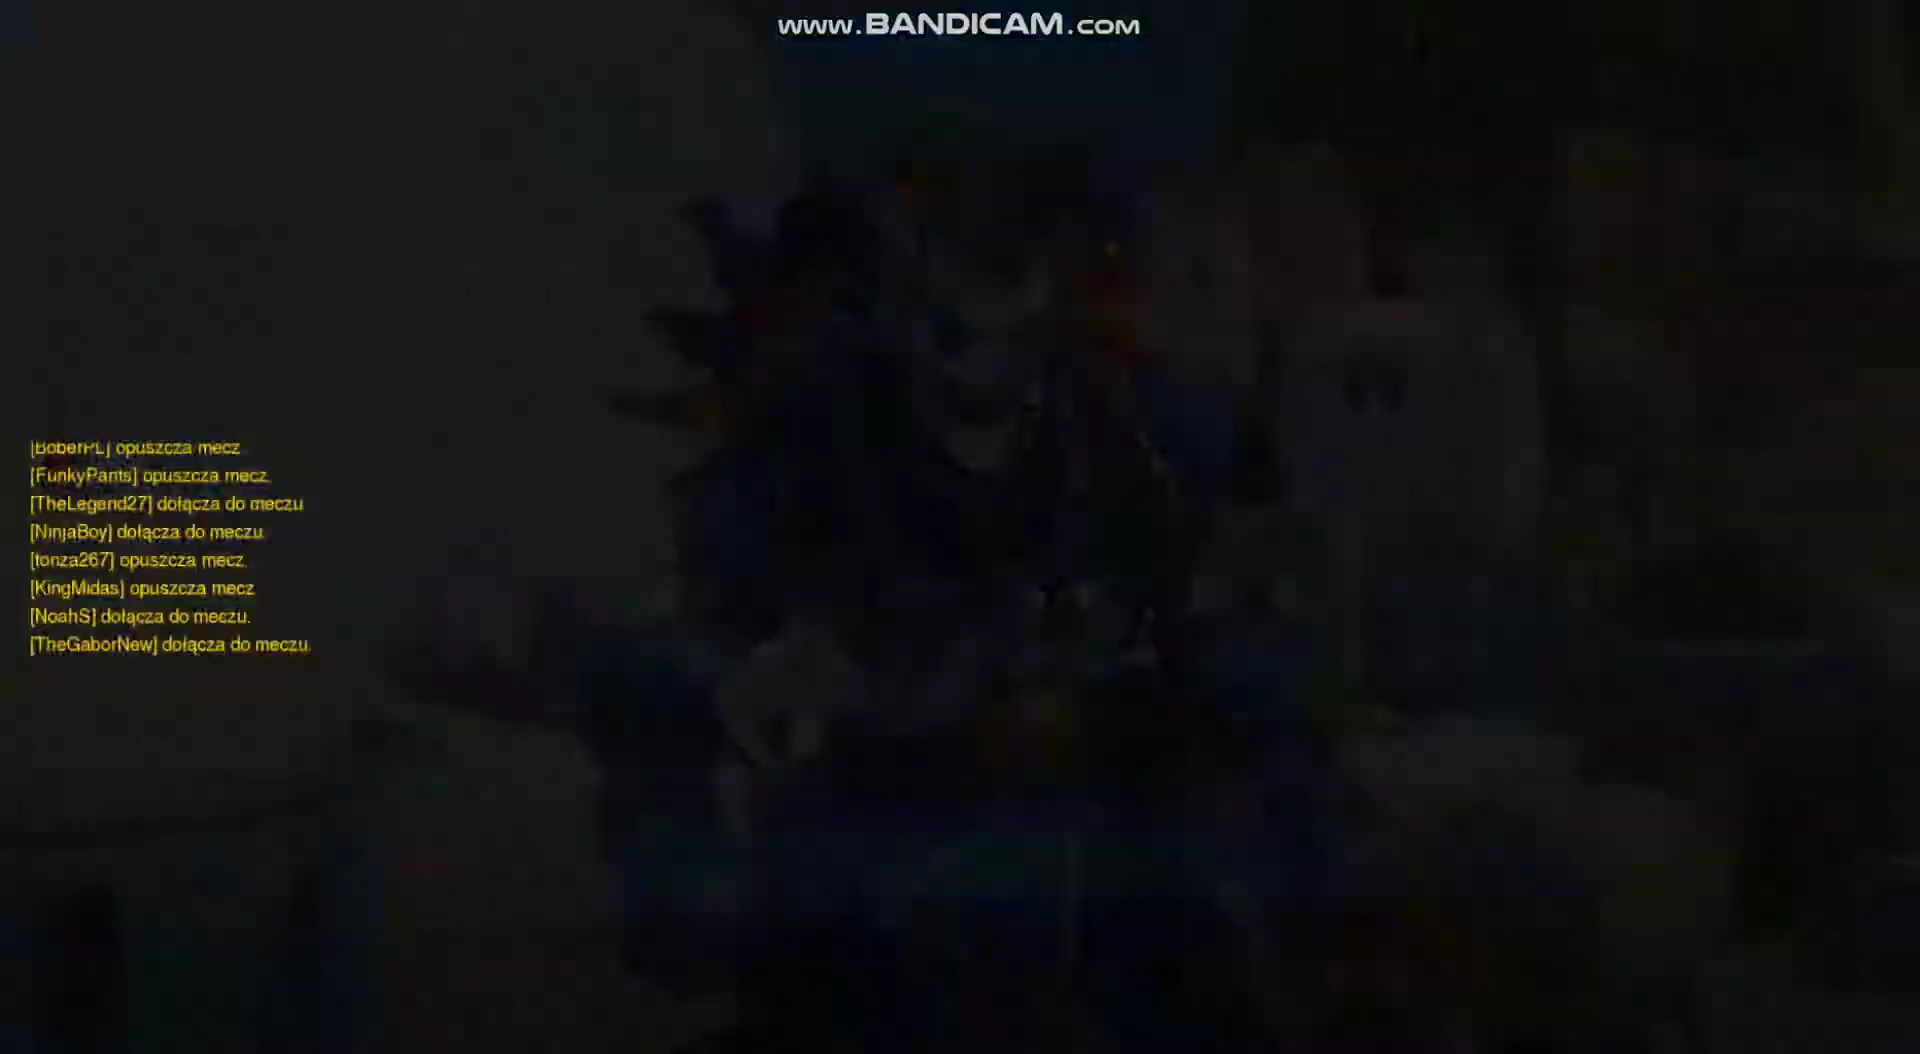 www.BANDICAM.COM
[BoberPL] opuszcza mecz.
[FunkyPants] opuszcza mecz.
[TheLegend27] dołącza do meczu.
[NinjaBoy] dołącza do meczu.
[tonza267] opuszcza mecz.
[KingMidas] opuszcza mecz.
[NoahS] dołącza do meczu.
[TheGaborNew] dołącza do meczu.